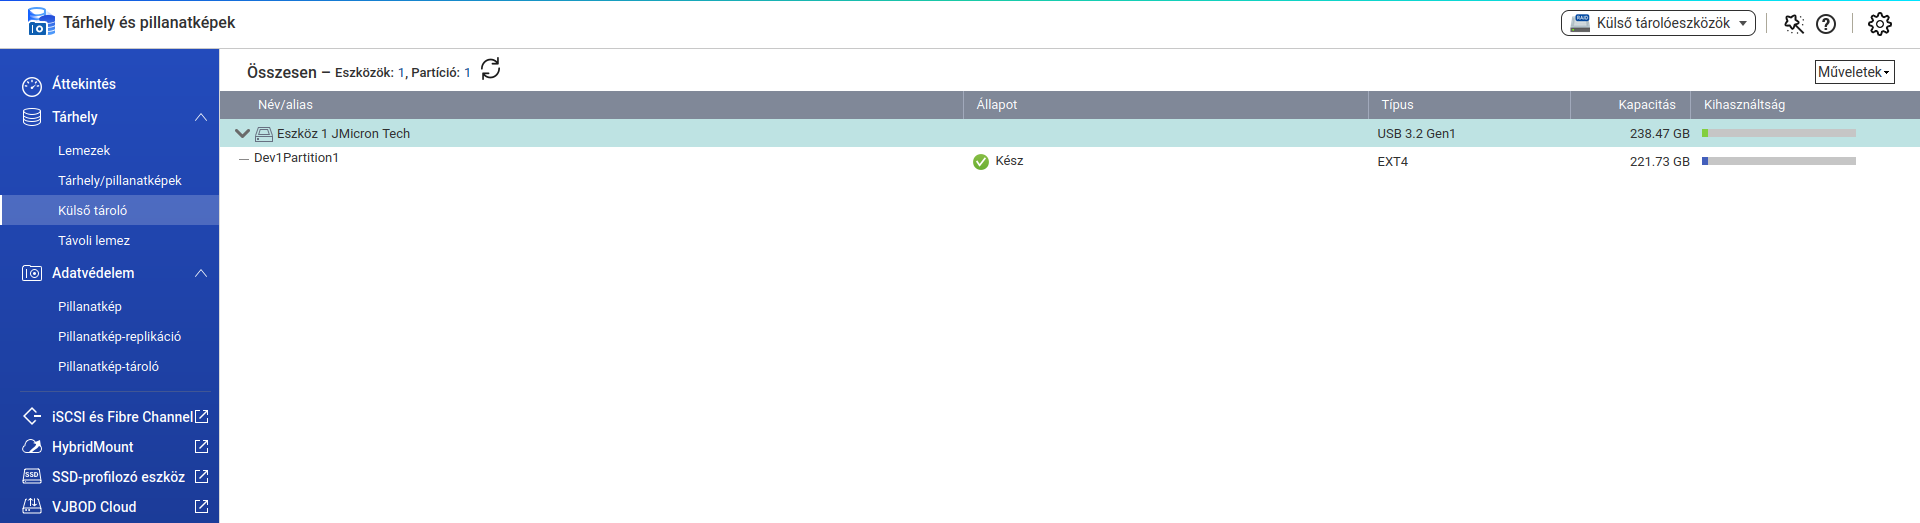 Tárhely és pillanatképek
RAID Külső tárolóeszközök
Áttekintés
Tárhely
Lemezek
Tárhely/pillanatképek
Külső tároló
Távoli lemez
Adatvédelem
Pillanatkép
Pillanatkép-replikáció
Pillanatkép-tároló
iSCSI és Fibre Channel
HybridMount
SSD SSD-profilozó eszköz
VJBOD Cloud
Összesen – Eszközök: 1, Partíció: 1
Műveletek
Név/alias Állapot Típus Kapacitás Kihasználtság
Eszköz 1 JMicron Tech USB 3.2 Gen1 238.47 GB
Dev1Partition1 Kész EXT4 221.73 GB